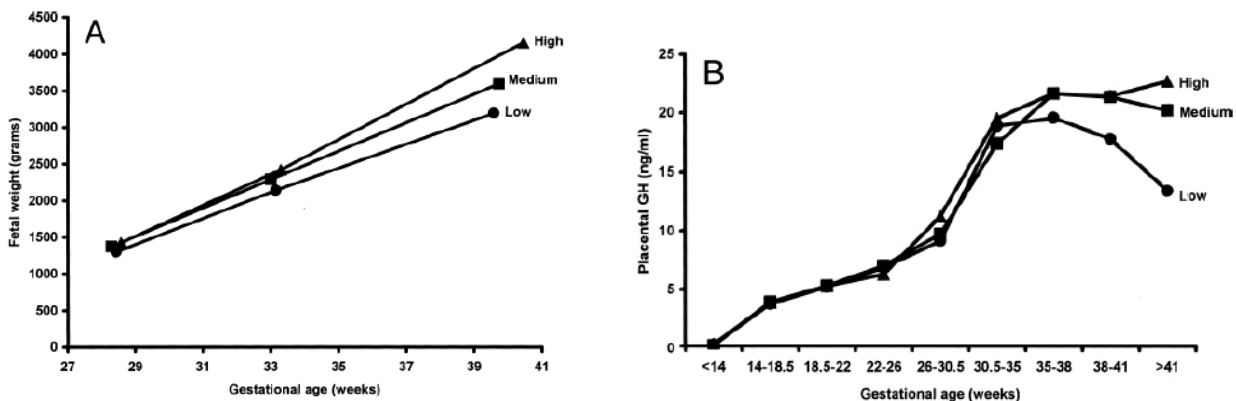 A
4500
4000
3500
3000
2500
2000
1500
1000
500
0
Fetal weight (grams)
High
Medium
Low
27 29 31 33 35 37 39 41
Gestational age (weeks)
B
25
20
15
10
5
0
Placental GH (ng/ml)
High
Medium
Low
<14 14-18.5 18.5-22 22-26 26-30.5 30.5-35 35-38 38-41 >41
Gestational age (weeks)